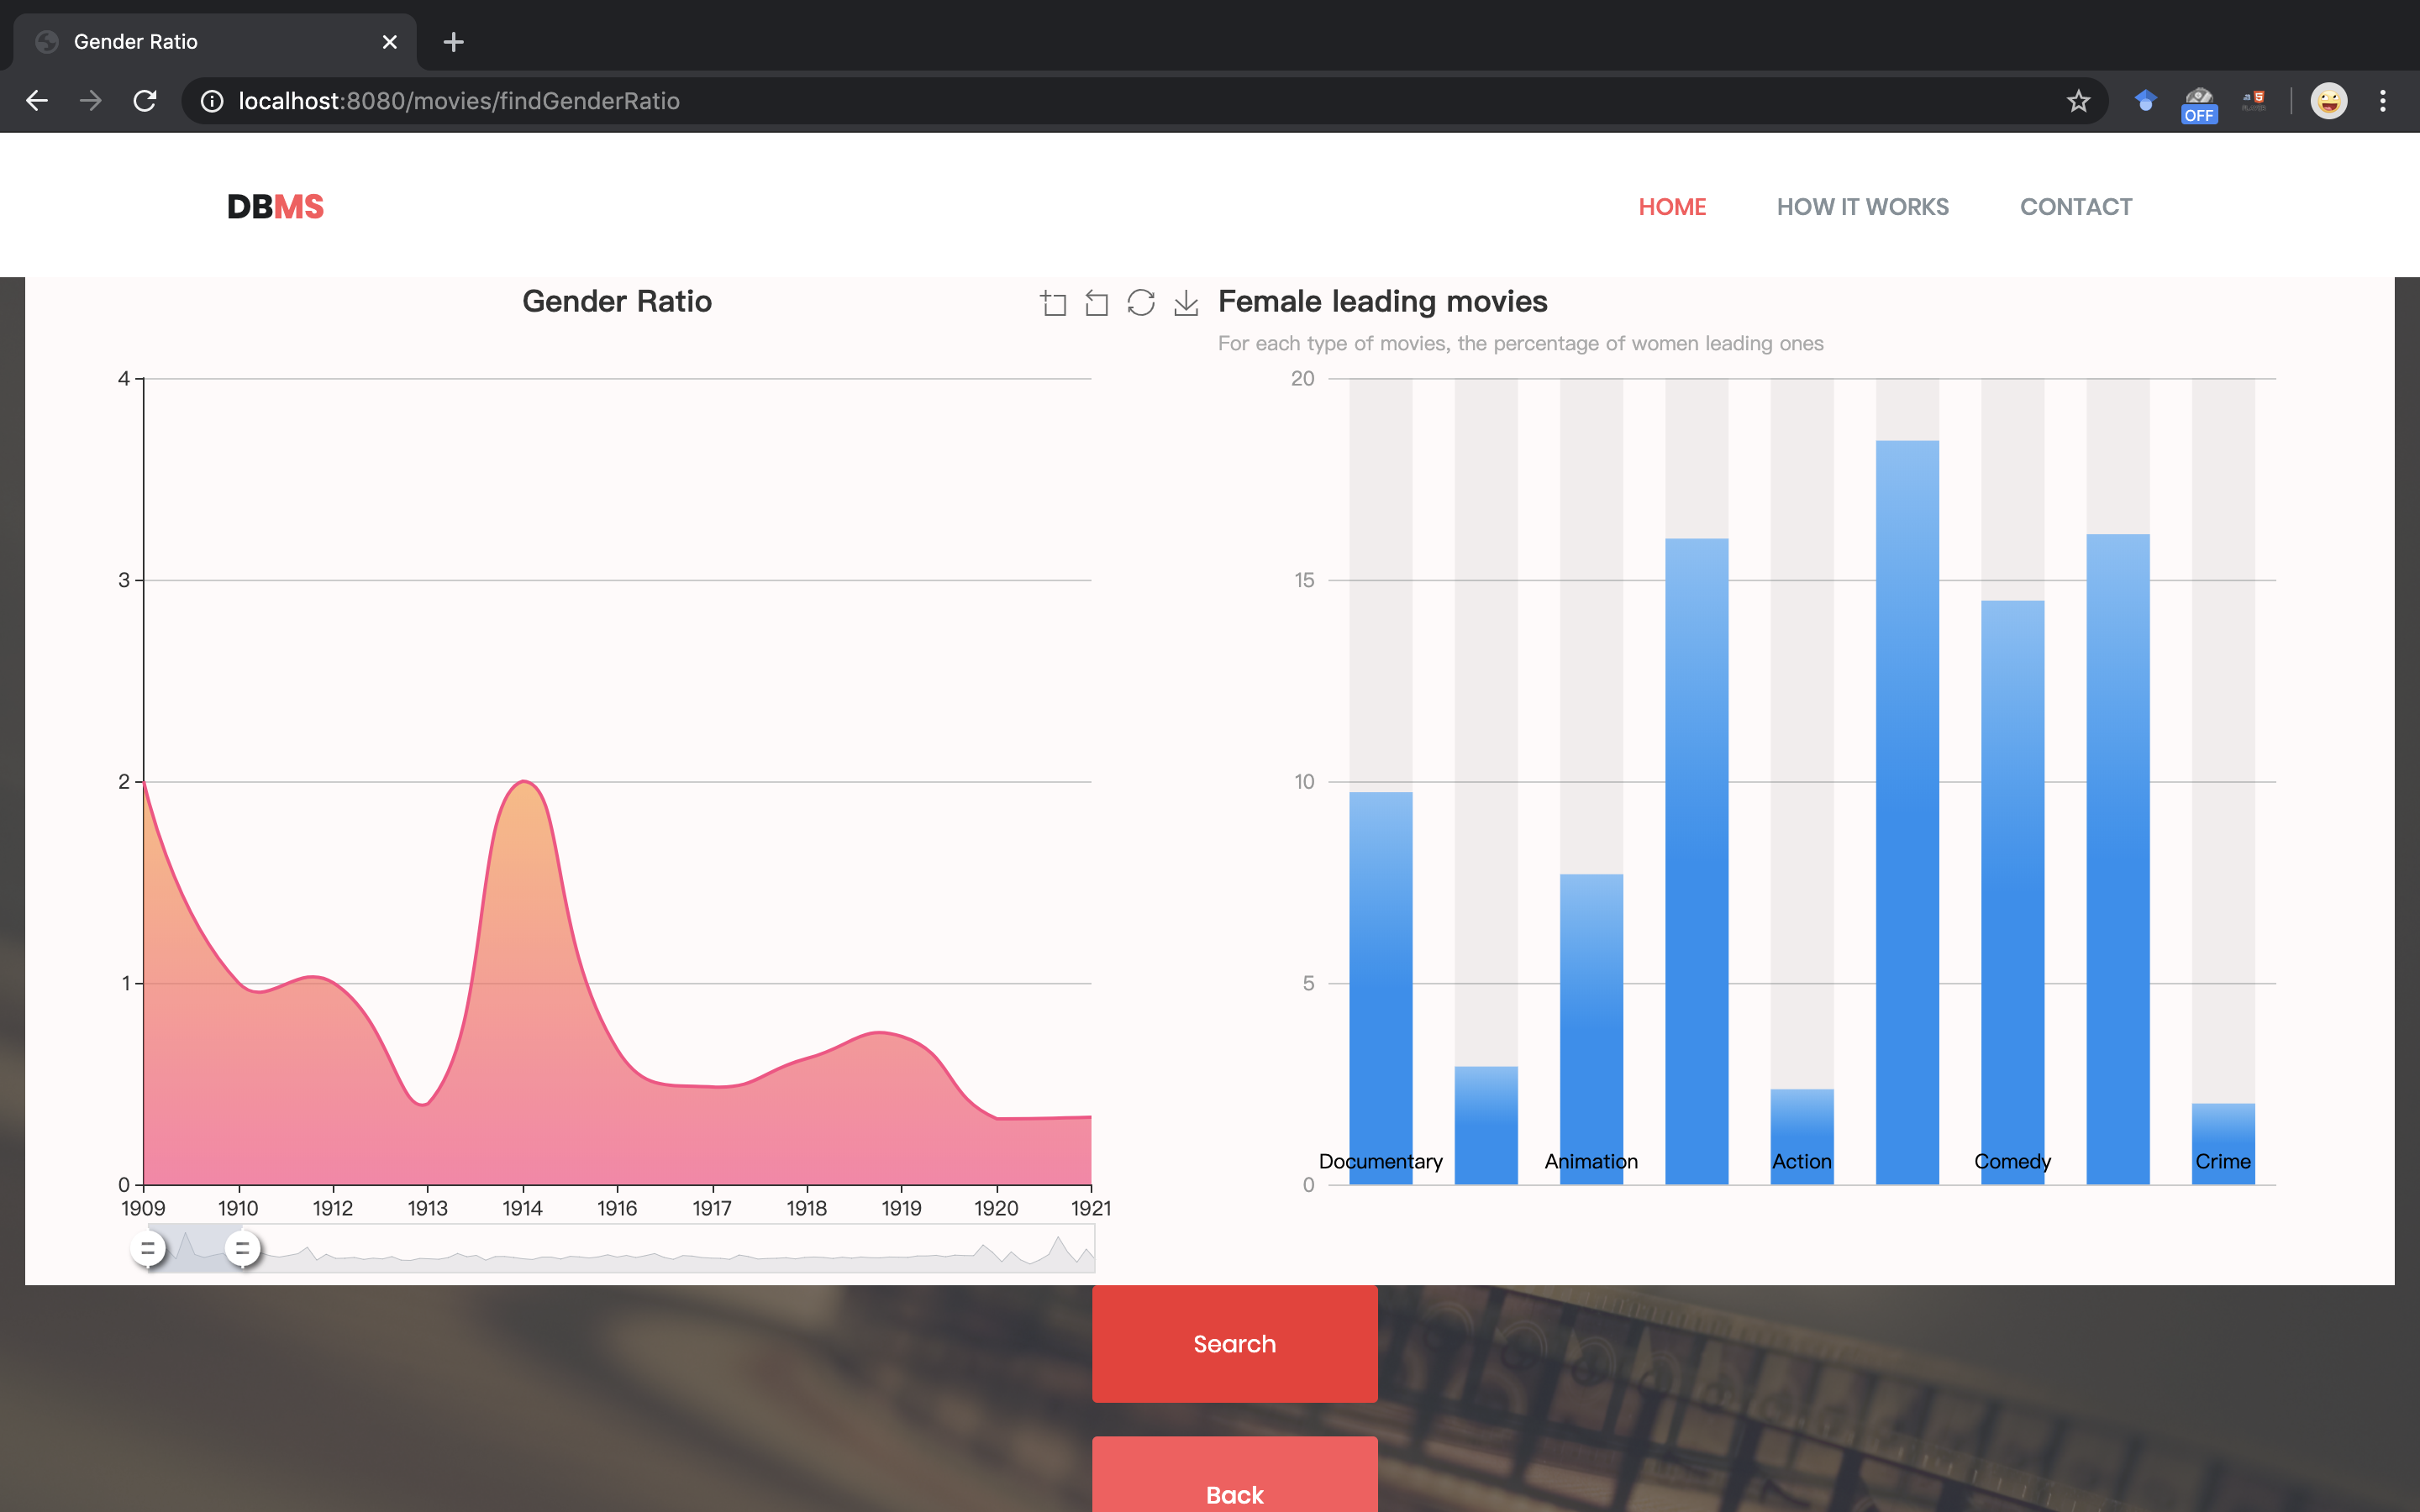 Gender Ratio
localhost:8080/movies/findGenderRatio
OFF
DBMS
HOME
HOW IT WORKS
CONTACT
Gender Ratio
4
3
2
1
0
1909 1910 1912 1913 1914 1916 1917 1918 1919 1920 1921
Female leading movies
For each type of movies, the percentage of women leading ones
20
15
10
5
0
Documentary Animation Action Comedy Crime
Search
Back